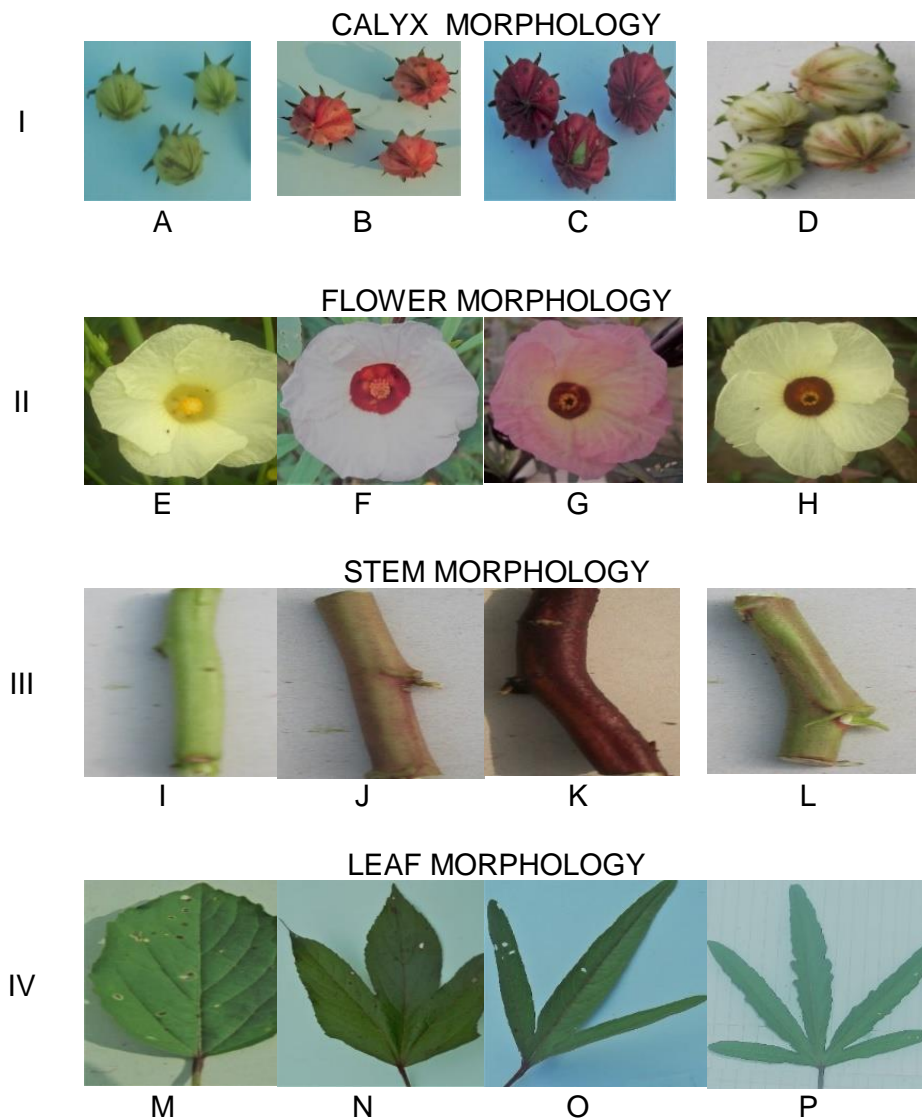 CALYX MORPHOLOGY
I
A B C D
FLOWER MORPHOLOGY
II
E F G H
STEM MORPHOLOGY
III
I J K L
LEAF MORPHOLOGY
IV
M N O P